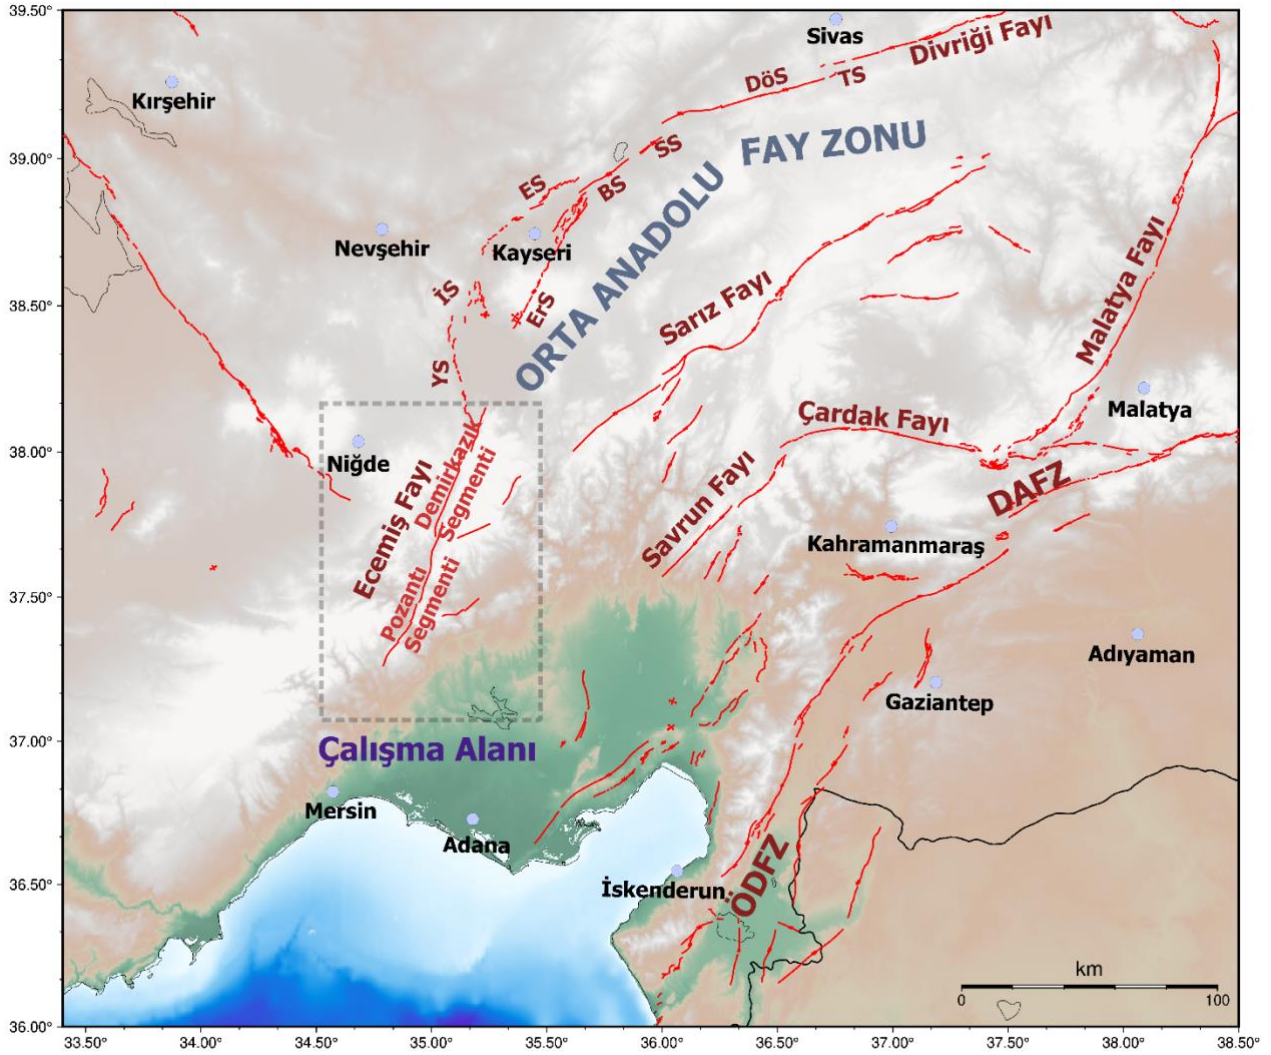 39.50°
39.00°
38.50°
38.00°
37.50°
37.00°
36.50°
36.00°
33.50°
34.00°
34.50°
35.00°
35.50°
36.00°
36.50°
37.00°
37.50°
38.00°
38.50°
Sivas
Divriği Fayı
DöS
TS
Kırşehir
ORTA ANADOLU FAY ZONU
SS
ES
BS
Nevşehir
Kayseri
İS
ErS
YS
Sarız Fayı
Malatya Fayı
Malatya
Çardak Fayı
Niğde
Ecemiş Fayı
Demirkazık
Segmenti
Pozantı
Segmenti
Savrun Fayı
DAFZ
Kahramanmaraş
Adıyaman
Gaziantep
Çalışma Alanı
Mersin
Adana
İskenderun
ÖDFZ
km
0
100